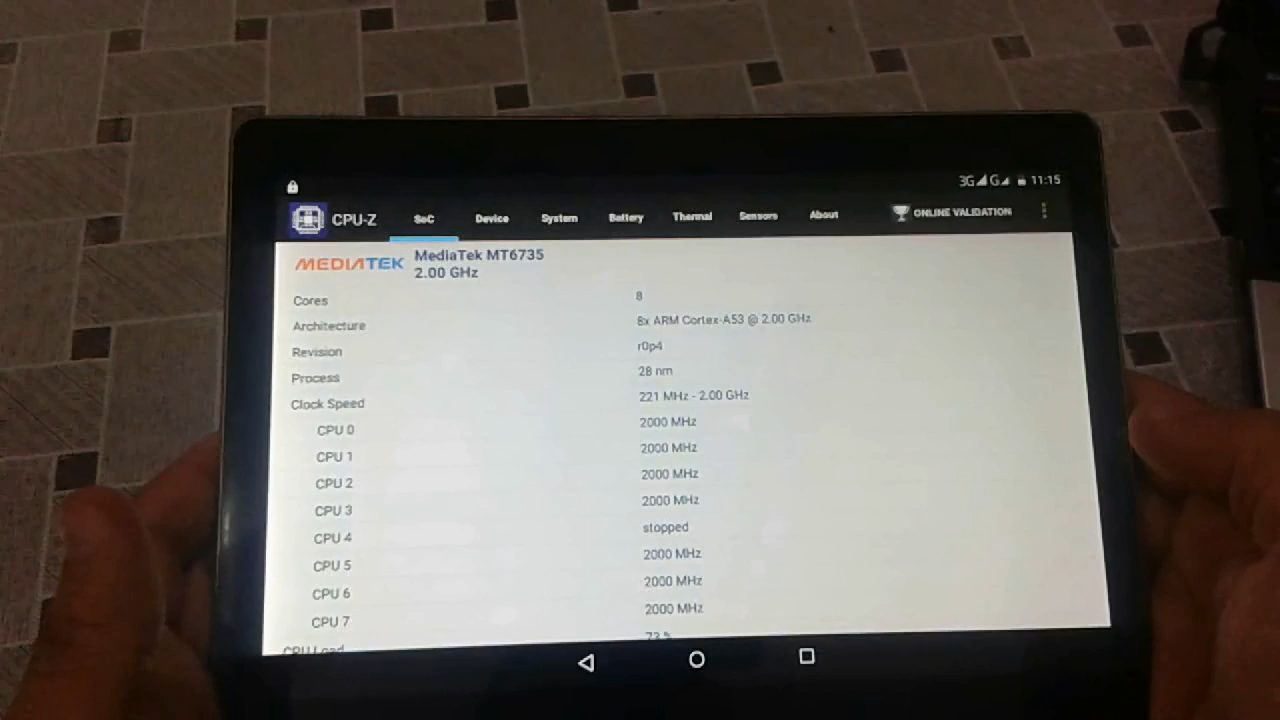 3G G 11:15
CPU-Z SoC Device System Battery Thermal Sensors About ONLINE VALIDATION
MEDIATEK MediaTek MT6735
2.00 GHz
Cores 8
Architecture 8x ARM Cortex-A53 @ 2.00 GHz
Revision r0p4
Process 28 nm
Clock Speed 221 MHz - 2.00 GHz
CPU 0 2000 MHz
CPU 1 2000 MHz
CPU 2 2000 MHz
CPU 3 2000 MHz
CPU 4 stopped
CPU 5 2000 MHz
CPU 6 2000 MHz
CPU 7 2000 MHz
CPU Load